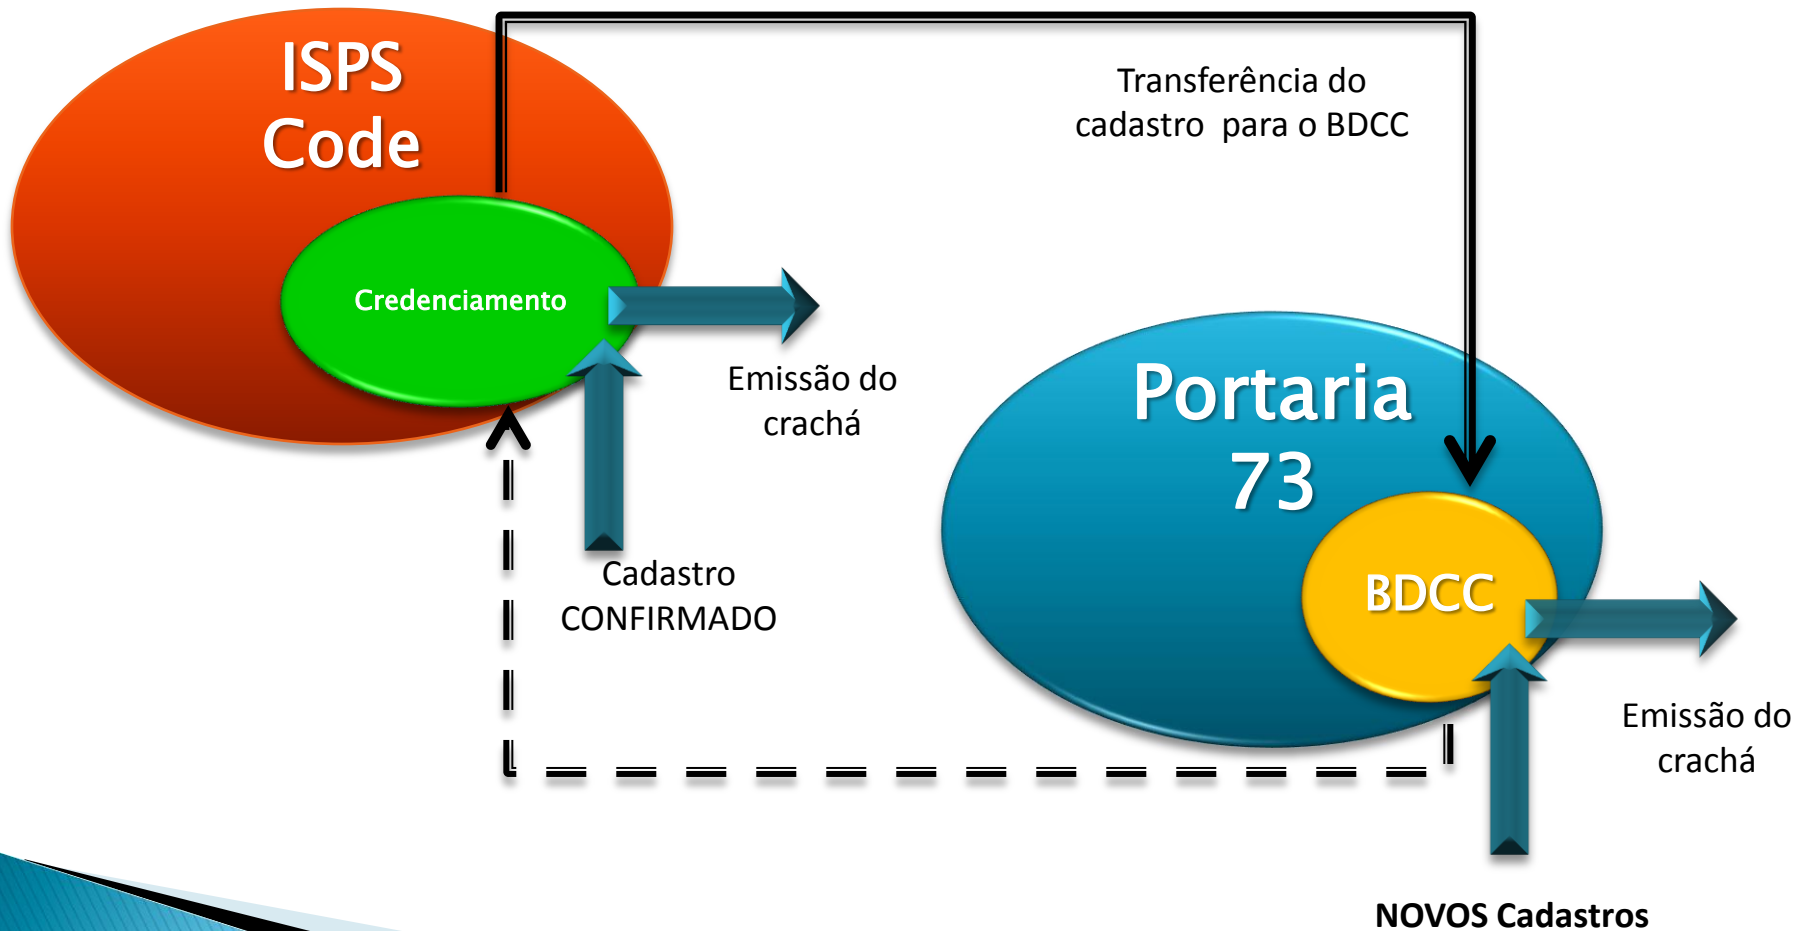 ISPS
Code
Transferência do
cadastro para o BDCC
Credenciamento
Emissão do
crachá
Portaria
73
Cadastro
CONFIRMADO
BDCC
Emissão do
crachá
NOVOS Cadastros